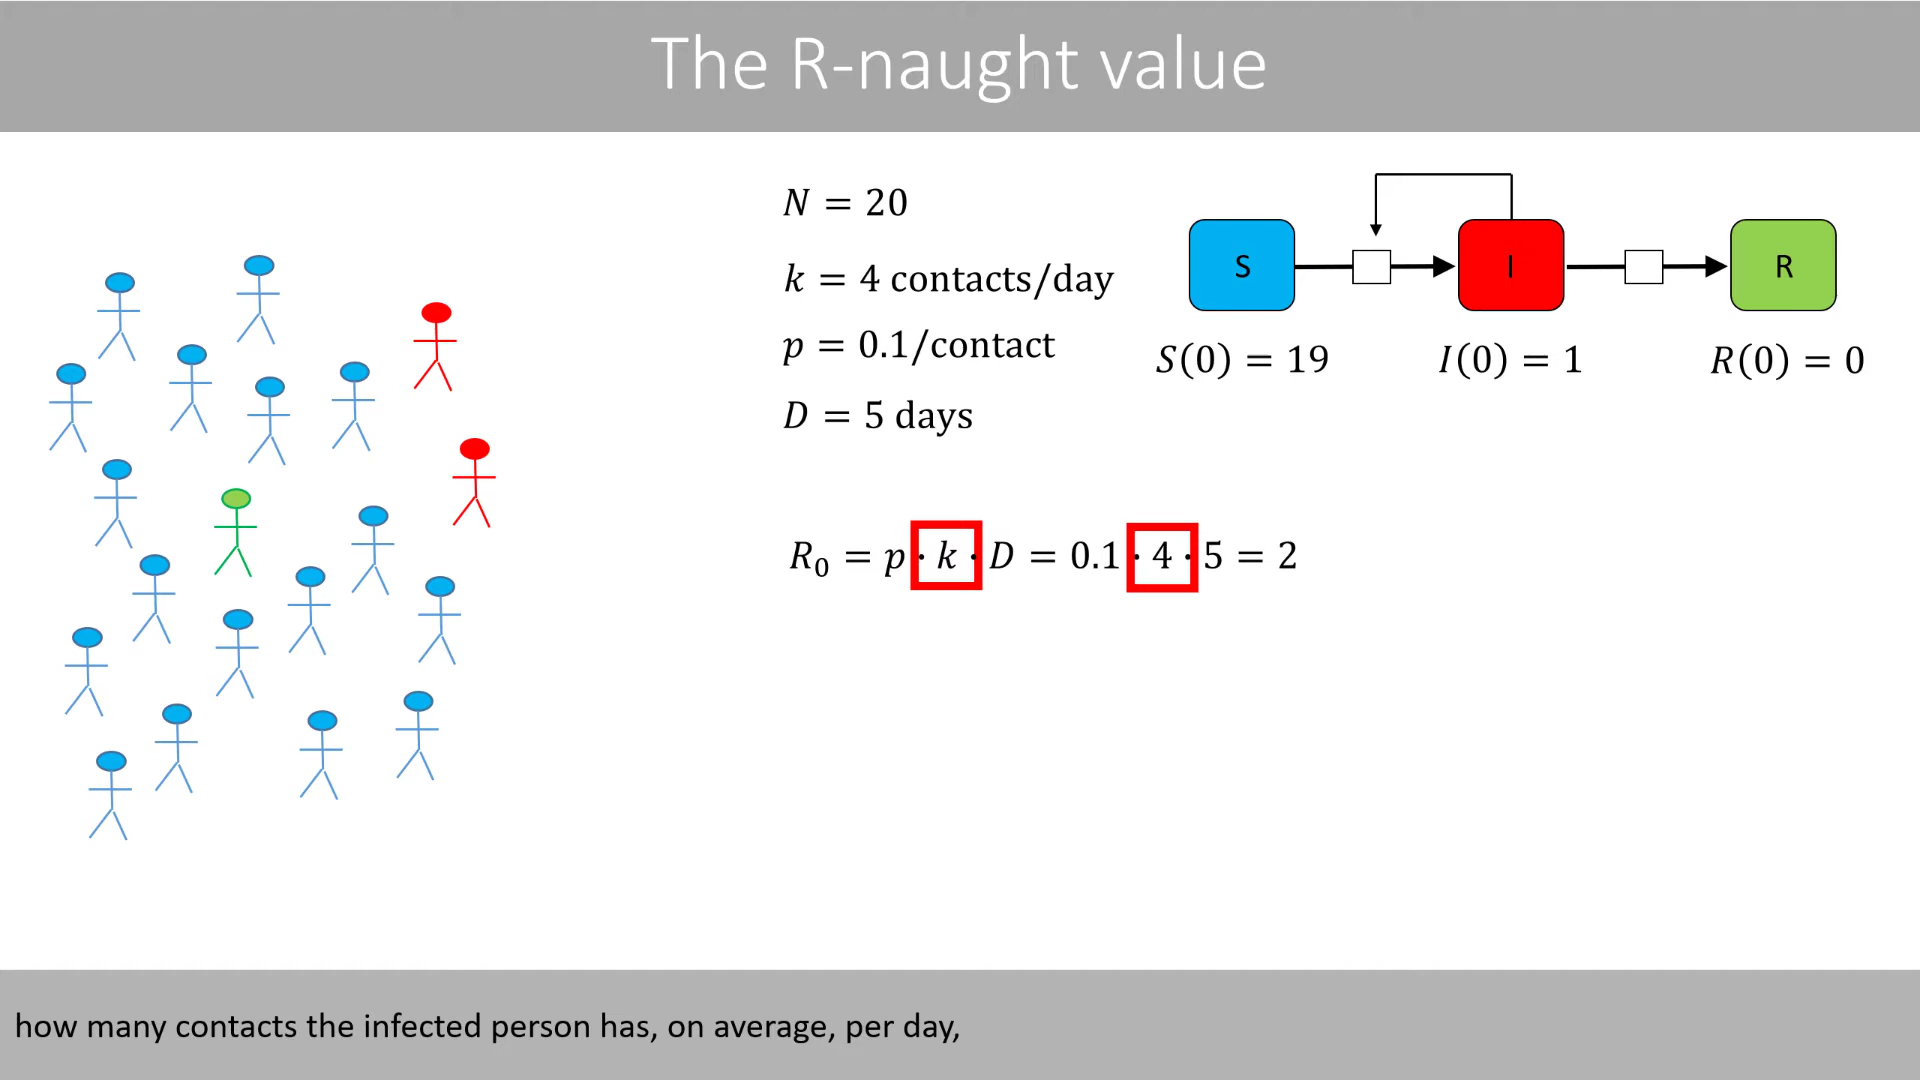 The R-naught value
N = 20
k = 4 contacts/day
p = 0.1/contact
D = 5 days
S
I
R
S(0) = 19
I(0) = 1
R(0) = 0
R₀ = p · k · D = 0.1 · 4 · 5 = 2
how many contacts the infected person has, on average, per day,